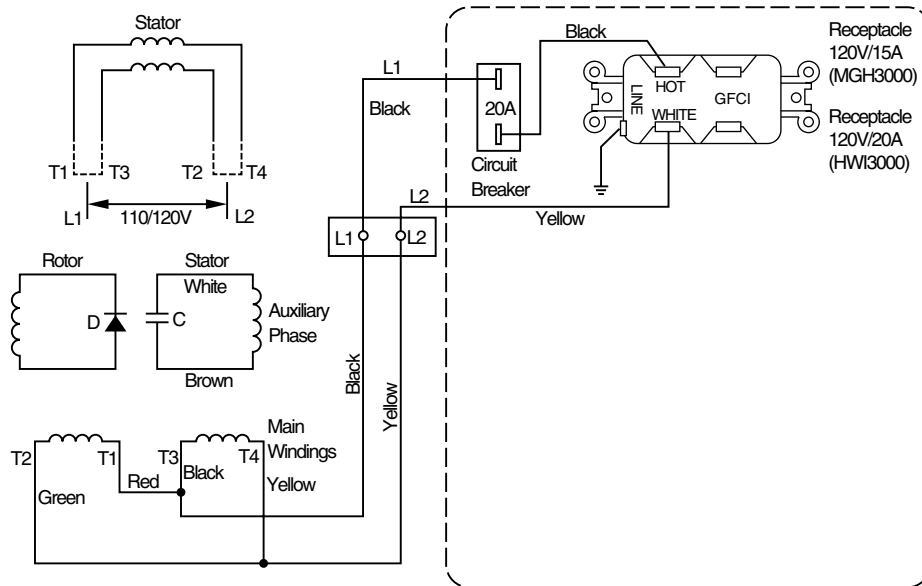 Stator
T1
T3
T2
T4
L1
110/120V
L2
Rotor
D
Stator
White
C
Auxiliary
Phase
Brown
Main
Windings
T2
T1
T3
T4
Green
Red
Black
Yellow
L1
Black
20A
Circuit
Breaker
L2
Yellow
L1
L2
Black
Yellow
Black
HOT
LINE
GFCI
WHITE
Receptacle
120V/15A
(MGH3000)
Receptacle
120V/20A
(HWI3000)